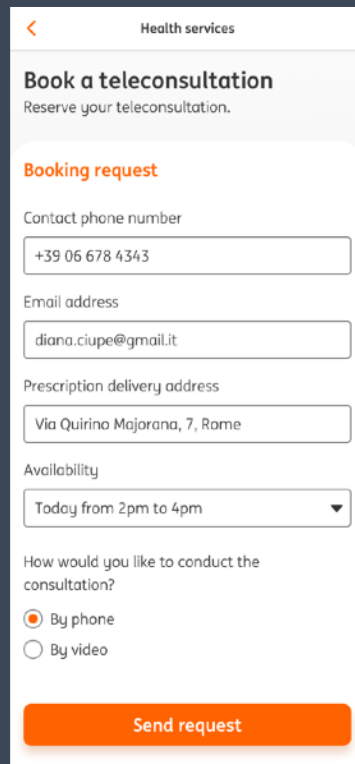 Health services
Book a teleconsultation
Reserve your teleconsultation.
Booking request
Contact phone number
+39 06 678 4343
Email address
diana.ciupe@gmail.it
Prescription delivery address
Via Quirino Majorana, 7, Rome
Availability
Today from 2pm to 4pm
How would you like to conduct the
consultation?
By phone
By video
Send request